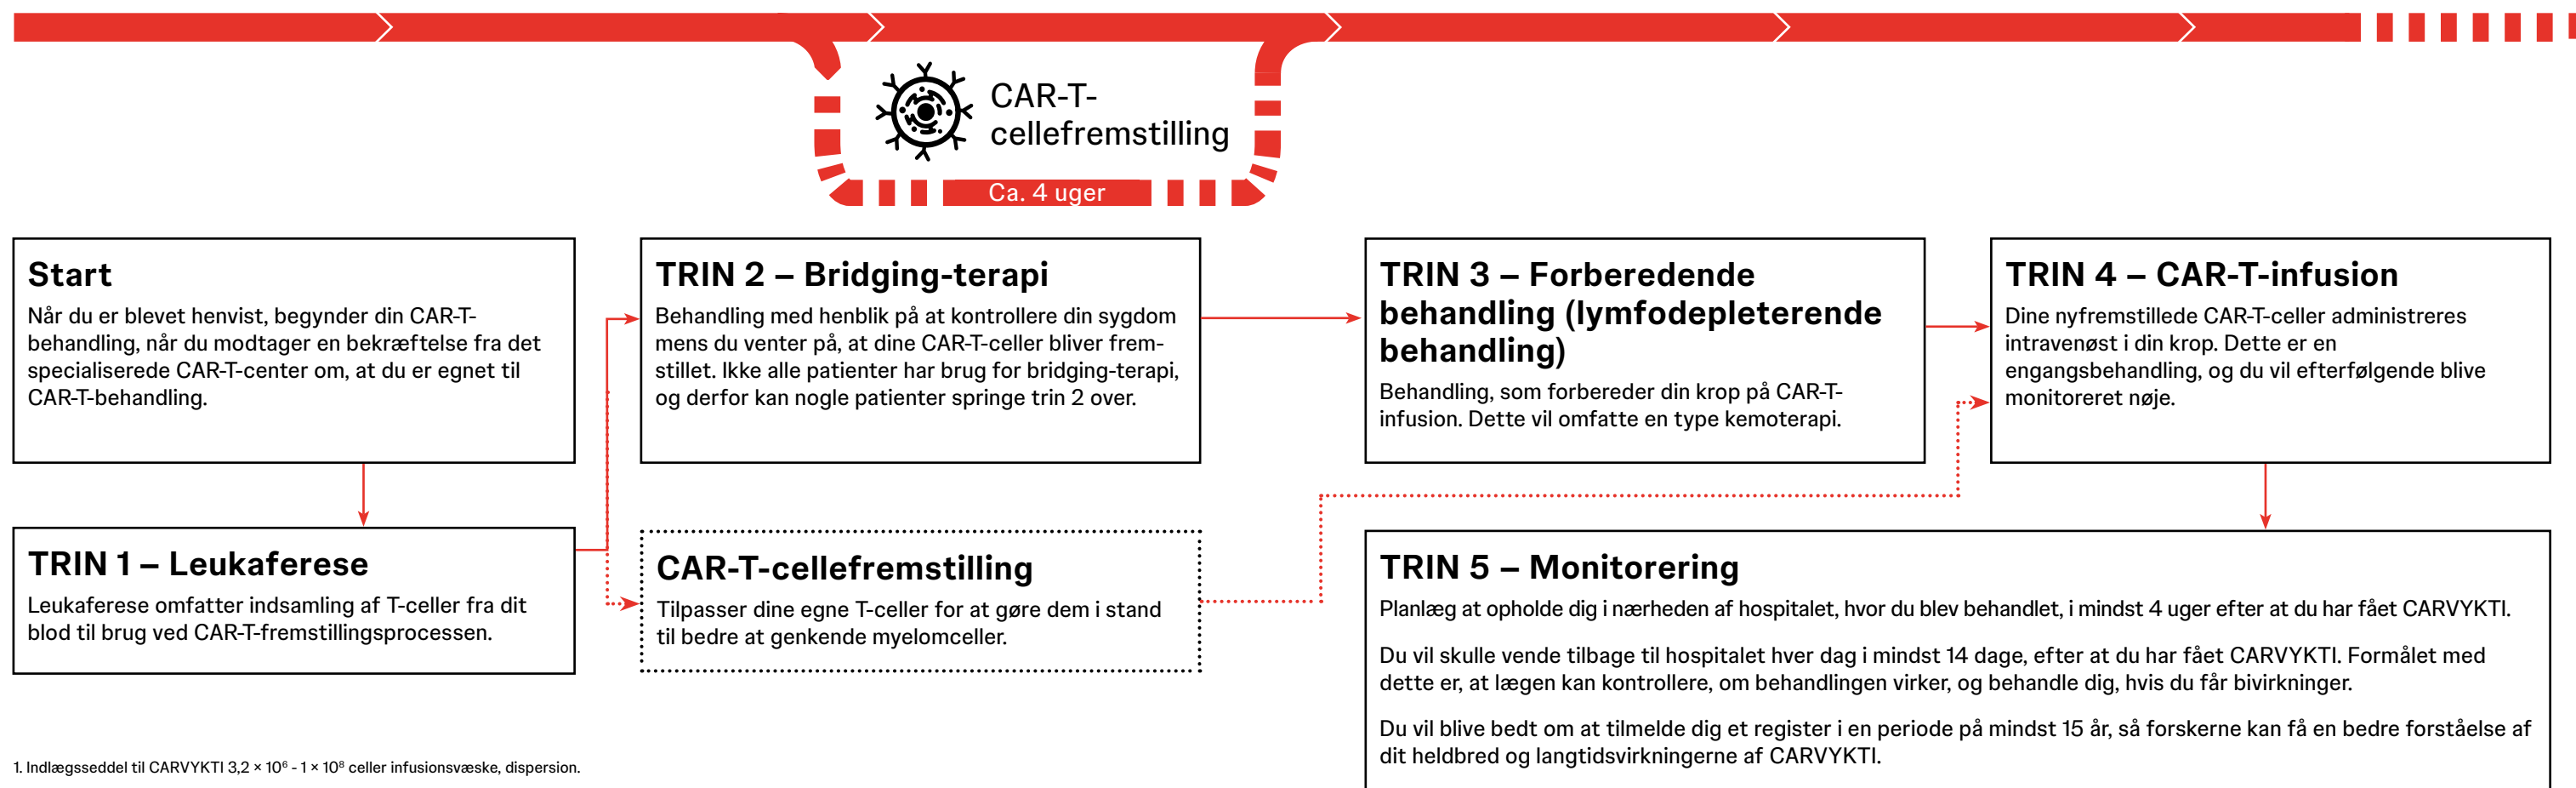 CAR-T-
cellefremstilling
Ca. 4 uger
Start
Når du er blevet henvist, begynder din CAR-T-
behandling, når du modtager en bekræftelse fra det
specialiserede CAR-T-center om, at du er egnet til
CAR-T-behandling.
TRIN 1 – Leukaferese
Leukaferese omfatter indsamling af T-celler fra dit
blod til brug ved CAR-T-fremstillingsprocessen.
TRIN 2 – Bridging-terapi
Behandling med henblik på at kontrollere din sygdom
mens du venter på, at dine CAR-T-celler bliver frem-
stillet. Ikke alle patienter har brug for bridging-terapi,
og derfor kan nogle patienter springe trin 2 over.
CAR-T-cellefremstilling
Tilpasser dine egne T-celler for at gøre dem i stand
til bedre at genkende myelomceller.
TRIN 3 – Forberedende
behandling (lymfodepleterende
behandling)
Behandling, som forbereder din krop på CAR-T-
infusion. Dette vil omfatte en type kemoterapi.
TRIN 4 – CAR-T-infusion
Dine nyfremstillede CAR-T-celler administreres
intravenøst i din krop. Dette er en
engangsbehandling, og du vil efterfølgende blive
monitoreret nøje.
TRIN 5 – Monitorering
Planlæg at opholde dig i nærheden af hospitalet, hvor du blev behandlet, i mindst 4 uger efter at du har fået CARVYKTI.
Du vil skulle vende tilbage til hospitalet hver dag i mindst 14 dage, efter at du har fået CARVYKTI. Formålet med
dette er, at lægen kan kontrollere, om behandlingen virker, og behandle dig, hvis du får bivirkninger.
Du vil blive bedt om at tilmelde dig et register i en periode på mindst 15 år, så forskerne kan få en bedre forståelse af
dit heldbred og langtidsvirkningerne af CARVYKTI.
1. Indlægsseddel til CARVYKTI 3,2 × 10⁶ - 1 × 10⁸ celler infusionsvæske, dispersion.